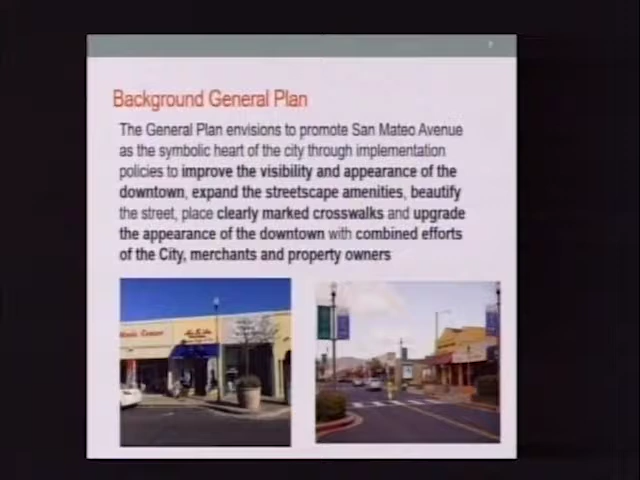 Background General Plan
The General Plan envisions to promote San Mateo Avenue
as the symbolic heart of the city through implementation
policies to improve the visibility and appearance of the
downtown, expand the streetscape amenities, beautify
the street, place clearly marked crosswalks and upgrade
the appearance of the downtown with combined efforts
of the City, merchants and property owners
Music Center